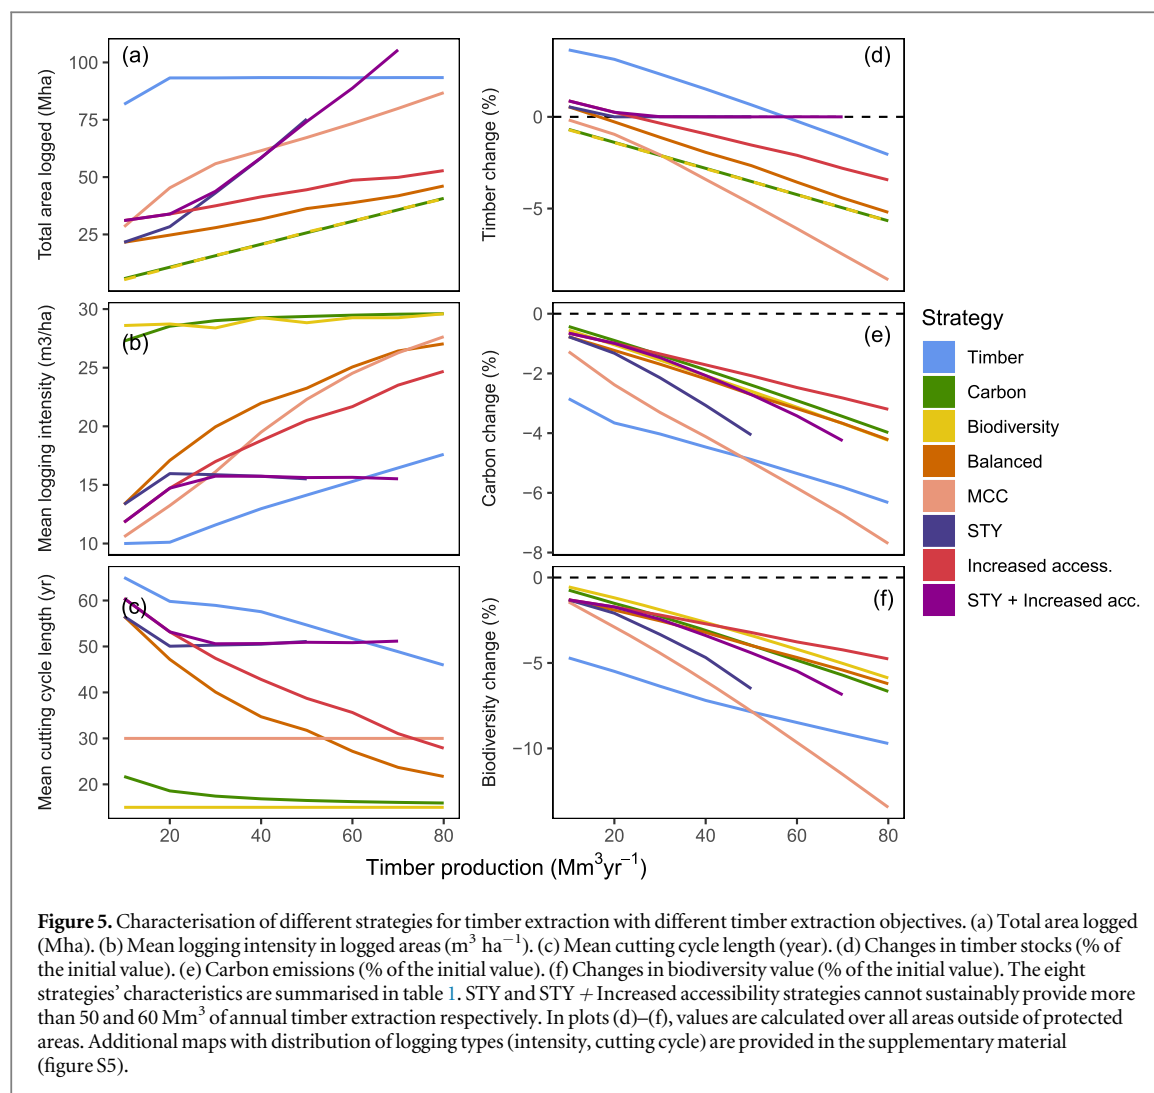 (a)
Total area logged (Mha)
100
75
50
25
(d)
Timber change (%)
0
−5
(b)
Mean logging intensity (m3/ha)
30
25
20
15
10
(e)
Carbon change (%)
0
−2
−4
−6
−8
(c)
Mean cutting cycle length (yr)
60
50
40
30
20
20 40 60 80
(f)
Biodiversity change (%)
0
−5
−10
20 40 60 80
Timber production (Mm³yr⁻¹)
Strategy
Timber
Carbon
Biodiversity
Balanced
MCC
STY
Increased access.
STY + Increased acc.
Figure 5. Characterisation of different strategies for timber extraction with different timber extraction objectives. (a) Total area logged
(Mha). (b) Mean logging intensity in logged areas (m³ ha⁻¹). (c) Mean cutting cycle length (year). (d) Changes in timber stocks (% of
the initial value). (e) Carbon emissions (% of the initial value). (f) Changes in biodiversity value (% of the initial value). The eight
strategies’ characteristics are summarised in table 1. STY and STY + Increased accessibility strategies cannot sustainably provide more
than 50 and 60 Mm³ of annual timber extraction respectively. In plots (d)–(f), values are calculated over all areas outside of protected
areas. Additional maps with distribution of logging types (intensity, cutting cycle) are provided in the supplementary material
(figure S5).